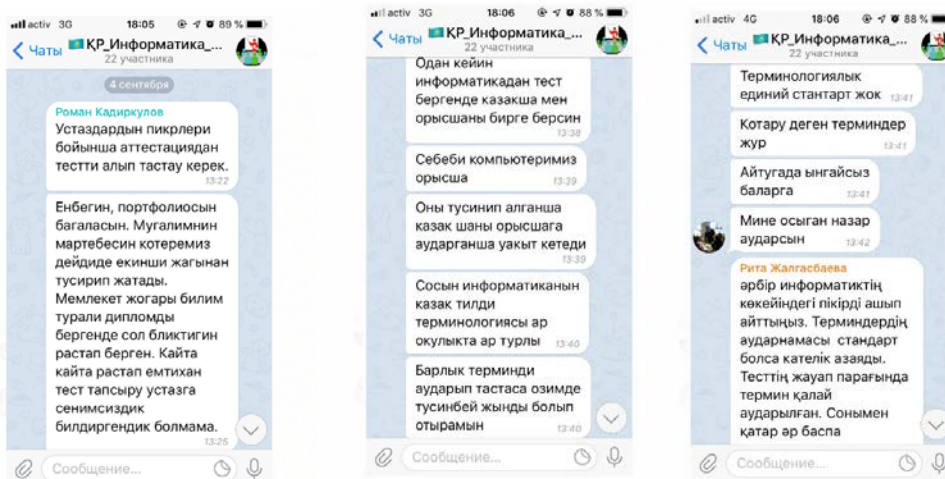 activ 3G 18:05 89 %
Чаты
ҚР_Информатика_...
22 участника
4 сентября
Роман Кадиркулов
Устаздардын пикрлери
бойынша аттестациядан
тестти алып тастау керек.
13:22
Енбегин, портфолиосын
багаласын. Мугалимнин
мартебесин котеремиз
дейдиде екинши жагынан
тусирип жатады.
Мемлекет жогары билим
турали дипломды
бергенде сол бликтигин
растап берген. Кайта
кайта растап емтихан
тест тапсыру устазга
сенимсиздик
билдиргендик болмама.
13:25
Сообщение...
activ 3G 18:06 88 %
Чаты
ҚР_Информатика_...
22 участника
Одан кейин
информатикадан тест
бергенде казакша мен
орысшаны бирге берсин
13:38
Себеби компьютеримиз
орысша 13:39
Оны тусинип алганша
казак шаны орысшага
аударганша уакыт кетеди
13:39
Сосын информатиканын
казак тилди
терминологиясы ар
окулыкта ар турлы 13:40
Барлык терминди
аударып тастаса озимде
тусинбей жынды болып
отырамын 13:40
Сообщение...
activ 4G 18:06 88 %
Чаты
ҚР_Информатика_...
22 участника
Терминологиялык
единий стантарт жок 13:41
Котару деген терминдер
жур 13:41
Айтугада ынгайсыз
баларга 13:41
Мине осыган назар
аударсын 13:42
Рита Жалгасбаева
әрбір информатиктің
көкейіндегі пікірді ашып
айттыңыз. Терминдердің
аударнамасы стандарт
болса кателік азаяды.
Тесттің жауап парағында
термин қалай
аударылған. Сонымен
қатар әр баспа
Сообщение...